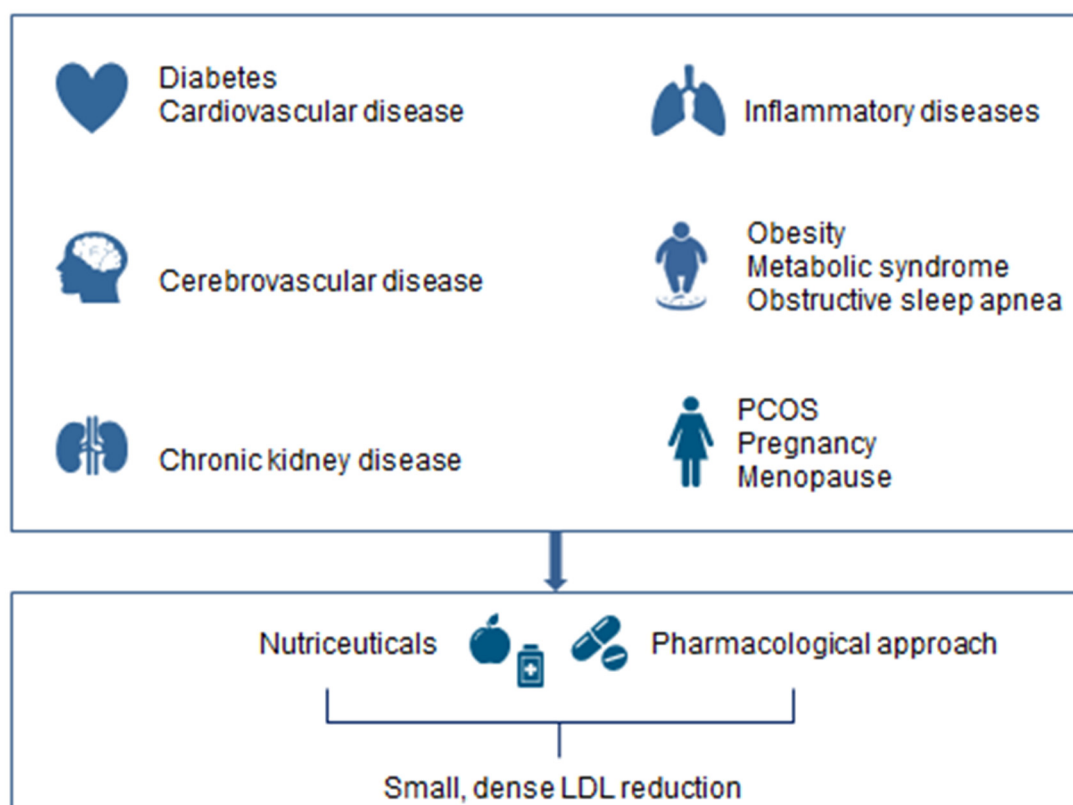 Diabetes
Cardiovascular disease
Inflammatory diseases
Cerebrovascular disease
Obesity
Metabolic syndrome
Obstructive sleep apnea
Chronic kidney disease
PCOS
Pregnancy
Menopause
Nutriceuticals
Pharmacological approach
Small, dense LDL reduction